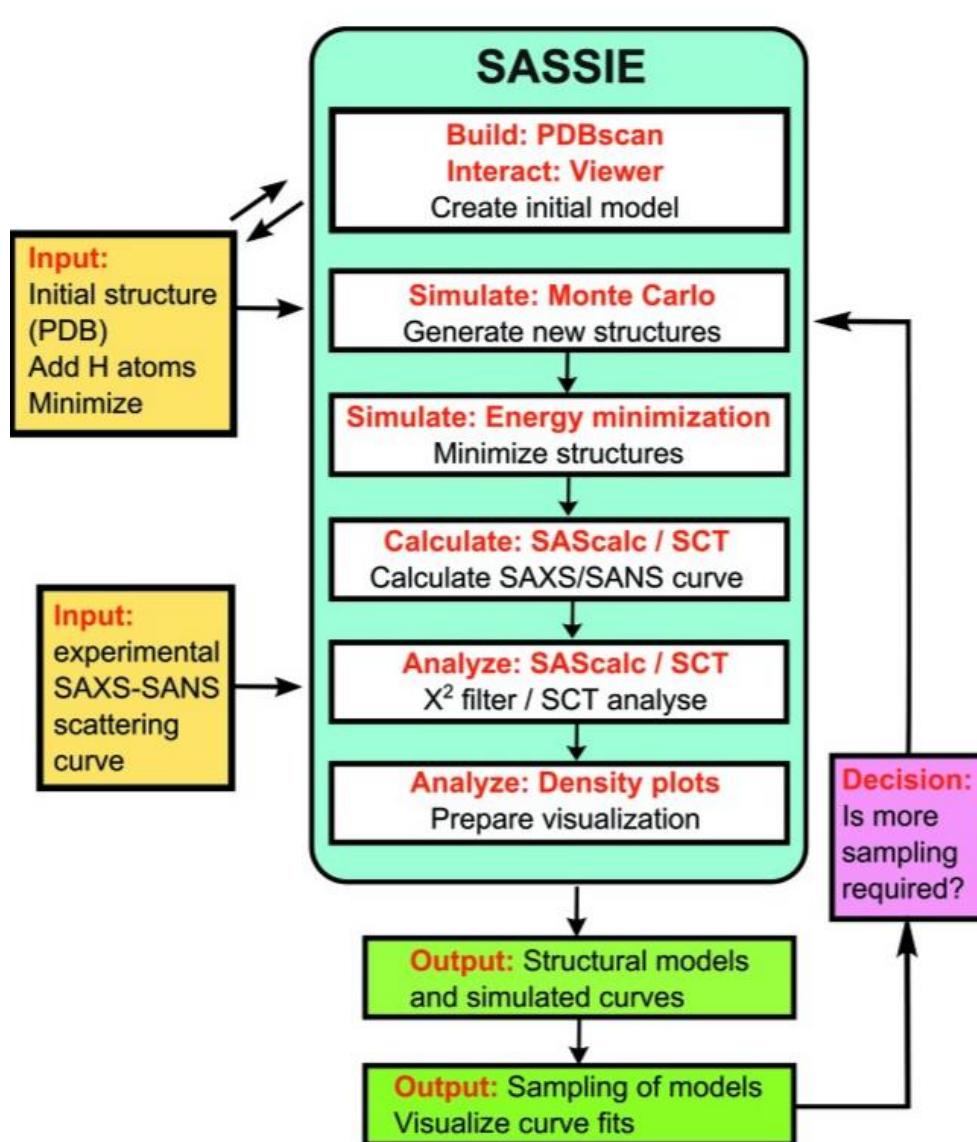 SASSIE
Build: PDBscan
Interact: Viewer
Create initial model
Input:
Initial structure
(PDB)
Add H atoms
Minimize
Simulate: Monte Carlo
Generate new structures
Simulate: Energy minimization
Minimize structures
Calculate: SAScalc / SCT
Calculate SAXS/SANS curve
Input:
experimental
SAXS-SANS
scattering
curve
Analyze: SAScalc / SCT
X² filter / SCT analyse
Analyze: Density plots
Prepare visualization
Decision:
Is more
sampling
required?
Output: Structural models
and simulated curves
Output: Sampling of models
Visualize curve fits